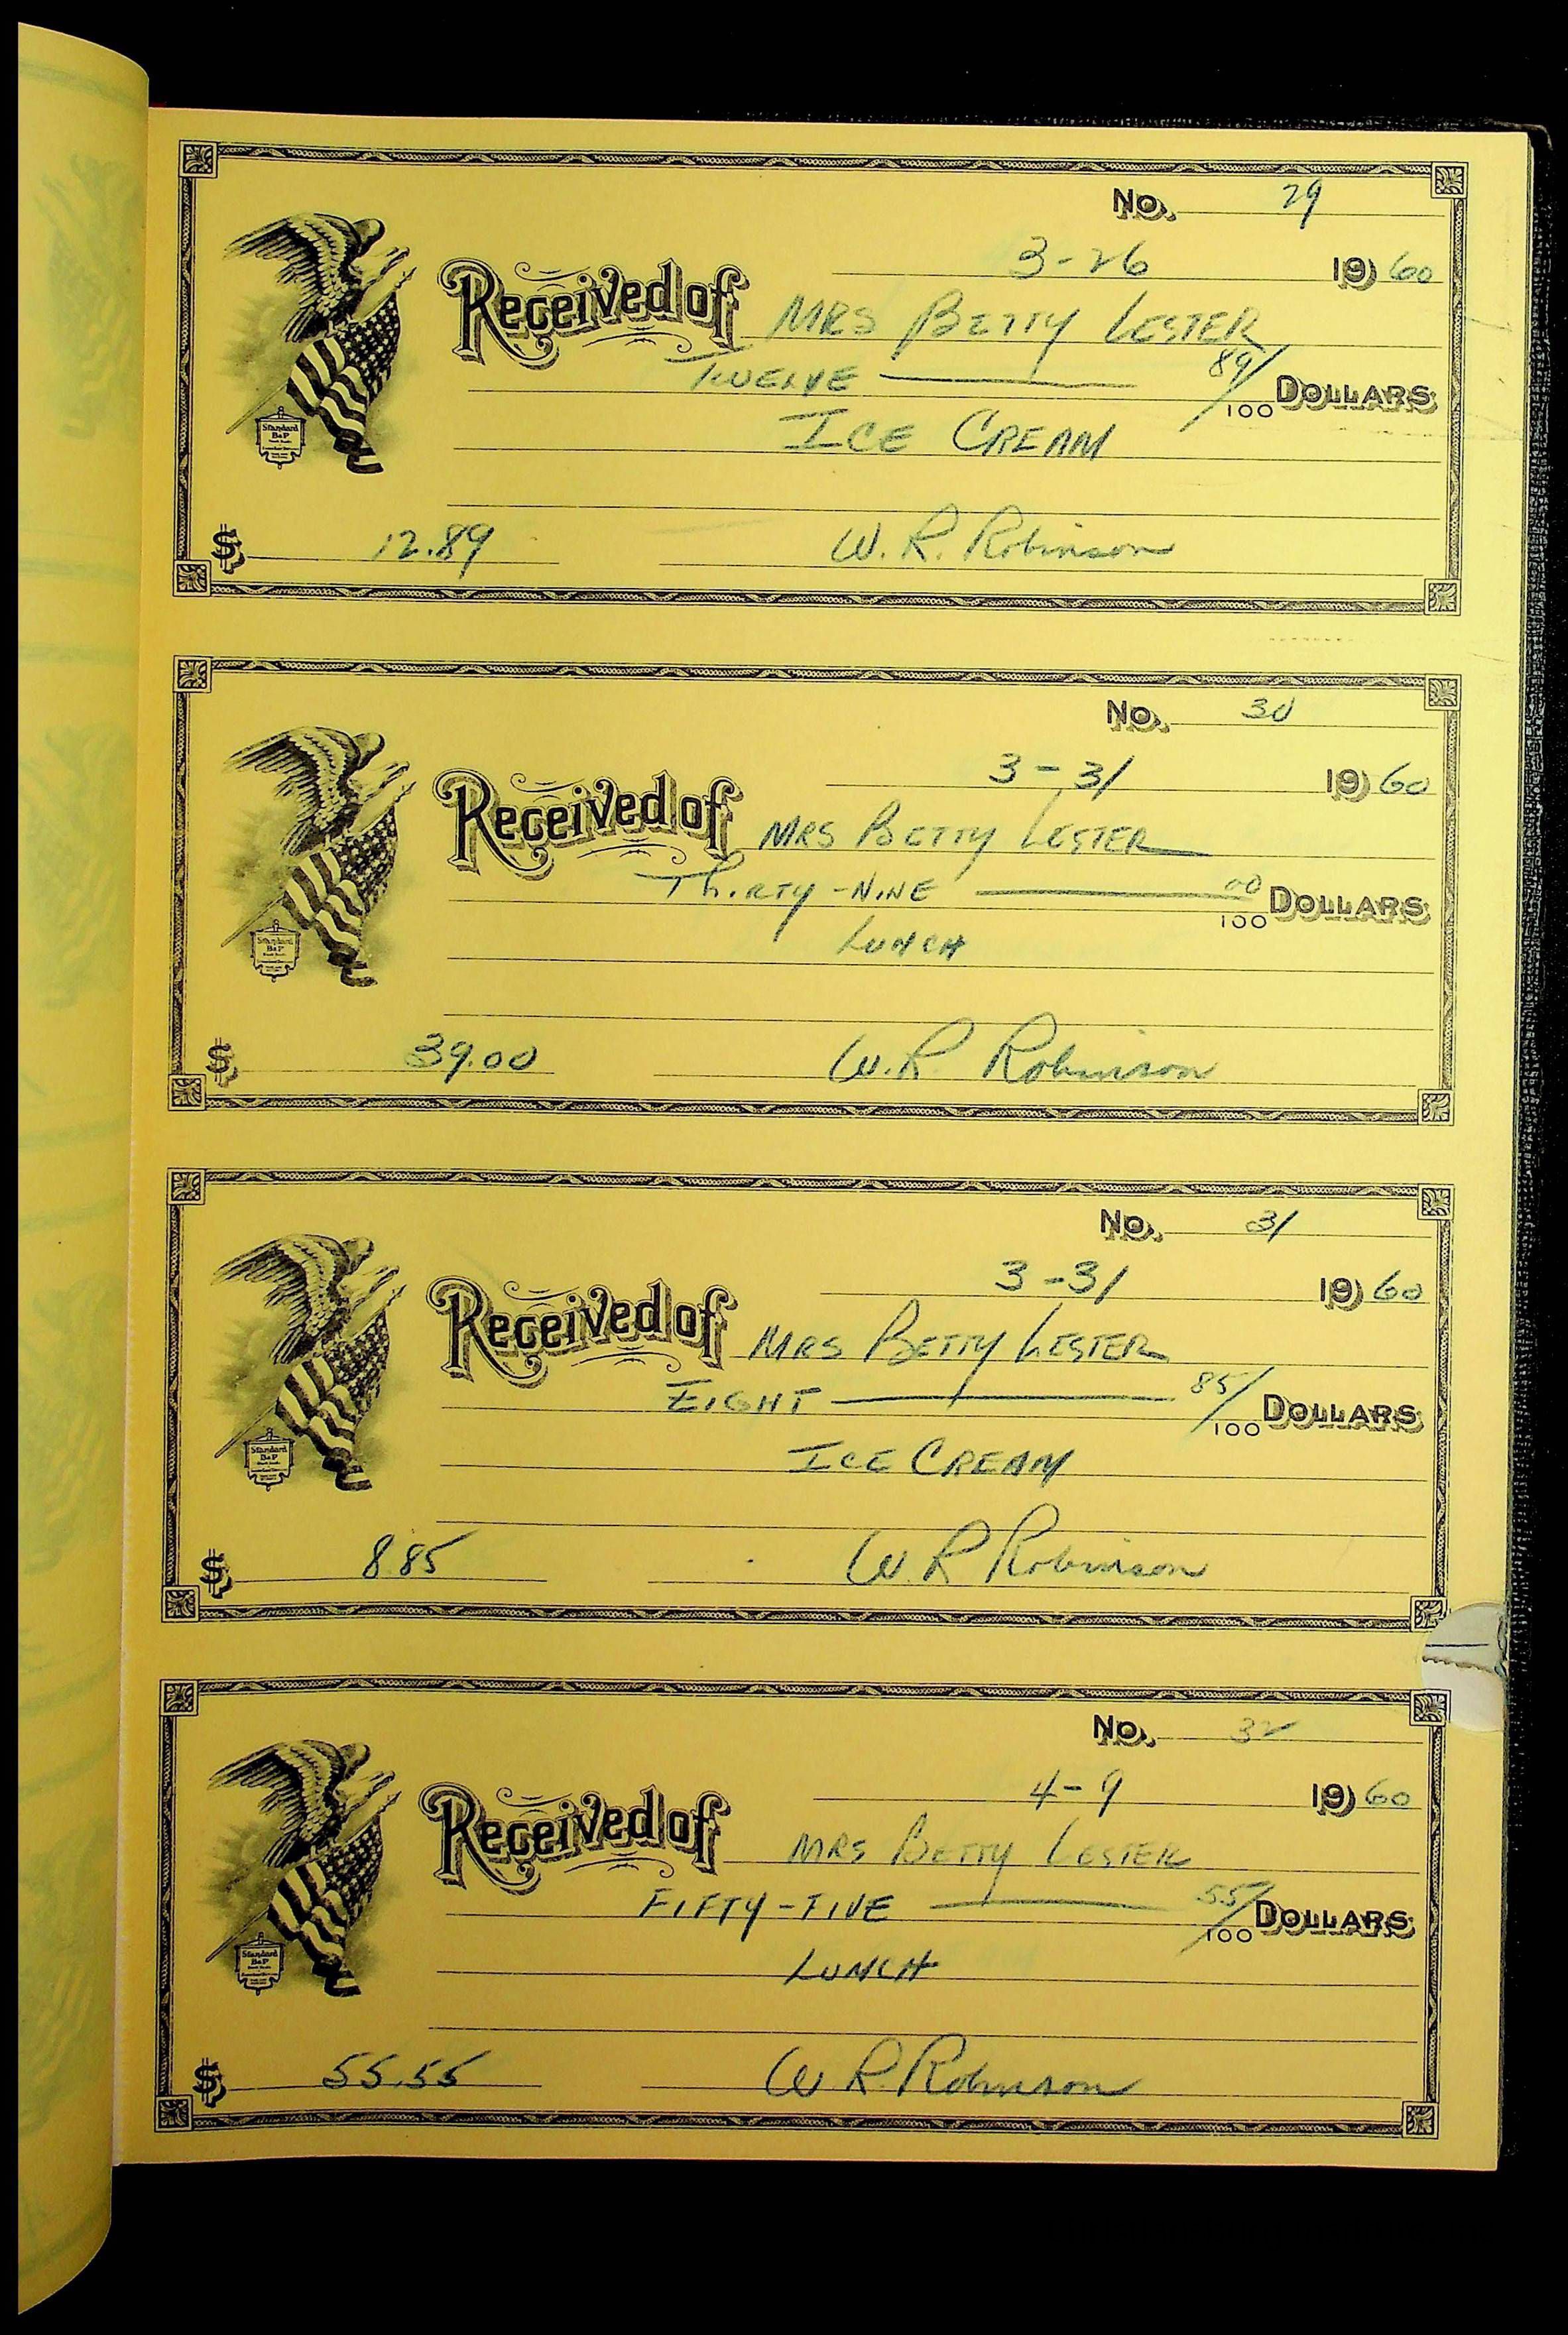 No. 29
3-26 1960
Received of MRS BETTY LESTER
TWELVE 89/100 DOLLARS
ICE CREAM
Standard
B&P
$ 12.89 W. R. Robinson
No. 30
3-31 1960
Received of MRS BETTY LESTER
THIRTY-NINE 00/100 DOLLARS
LUNCH
Standard
B&P
$ 39.00 W. R. Robinson
No. 31
3-31 1960
Received of MRS BETTY LESTER
EIGHT 85/100 DOLLARS
ICE CREAM
Standard
B&P
$ 8.85 W. R. Robinson
No. 32
4-9 1960
Received of MRS BETTY LESTER
FIFTY-FIVE 55/100 DOLLARS
LUNCH
Standard
B&P
$ 55.55 W R. Robinson